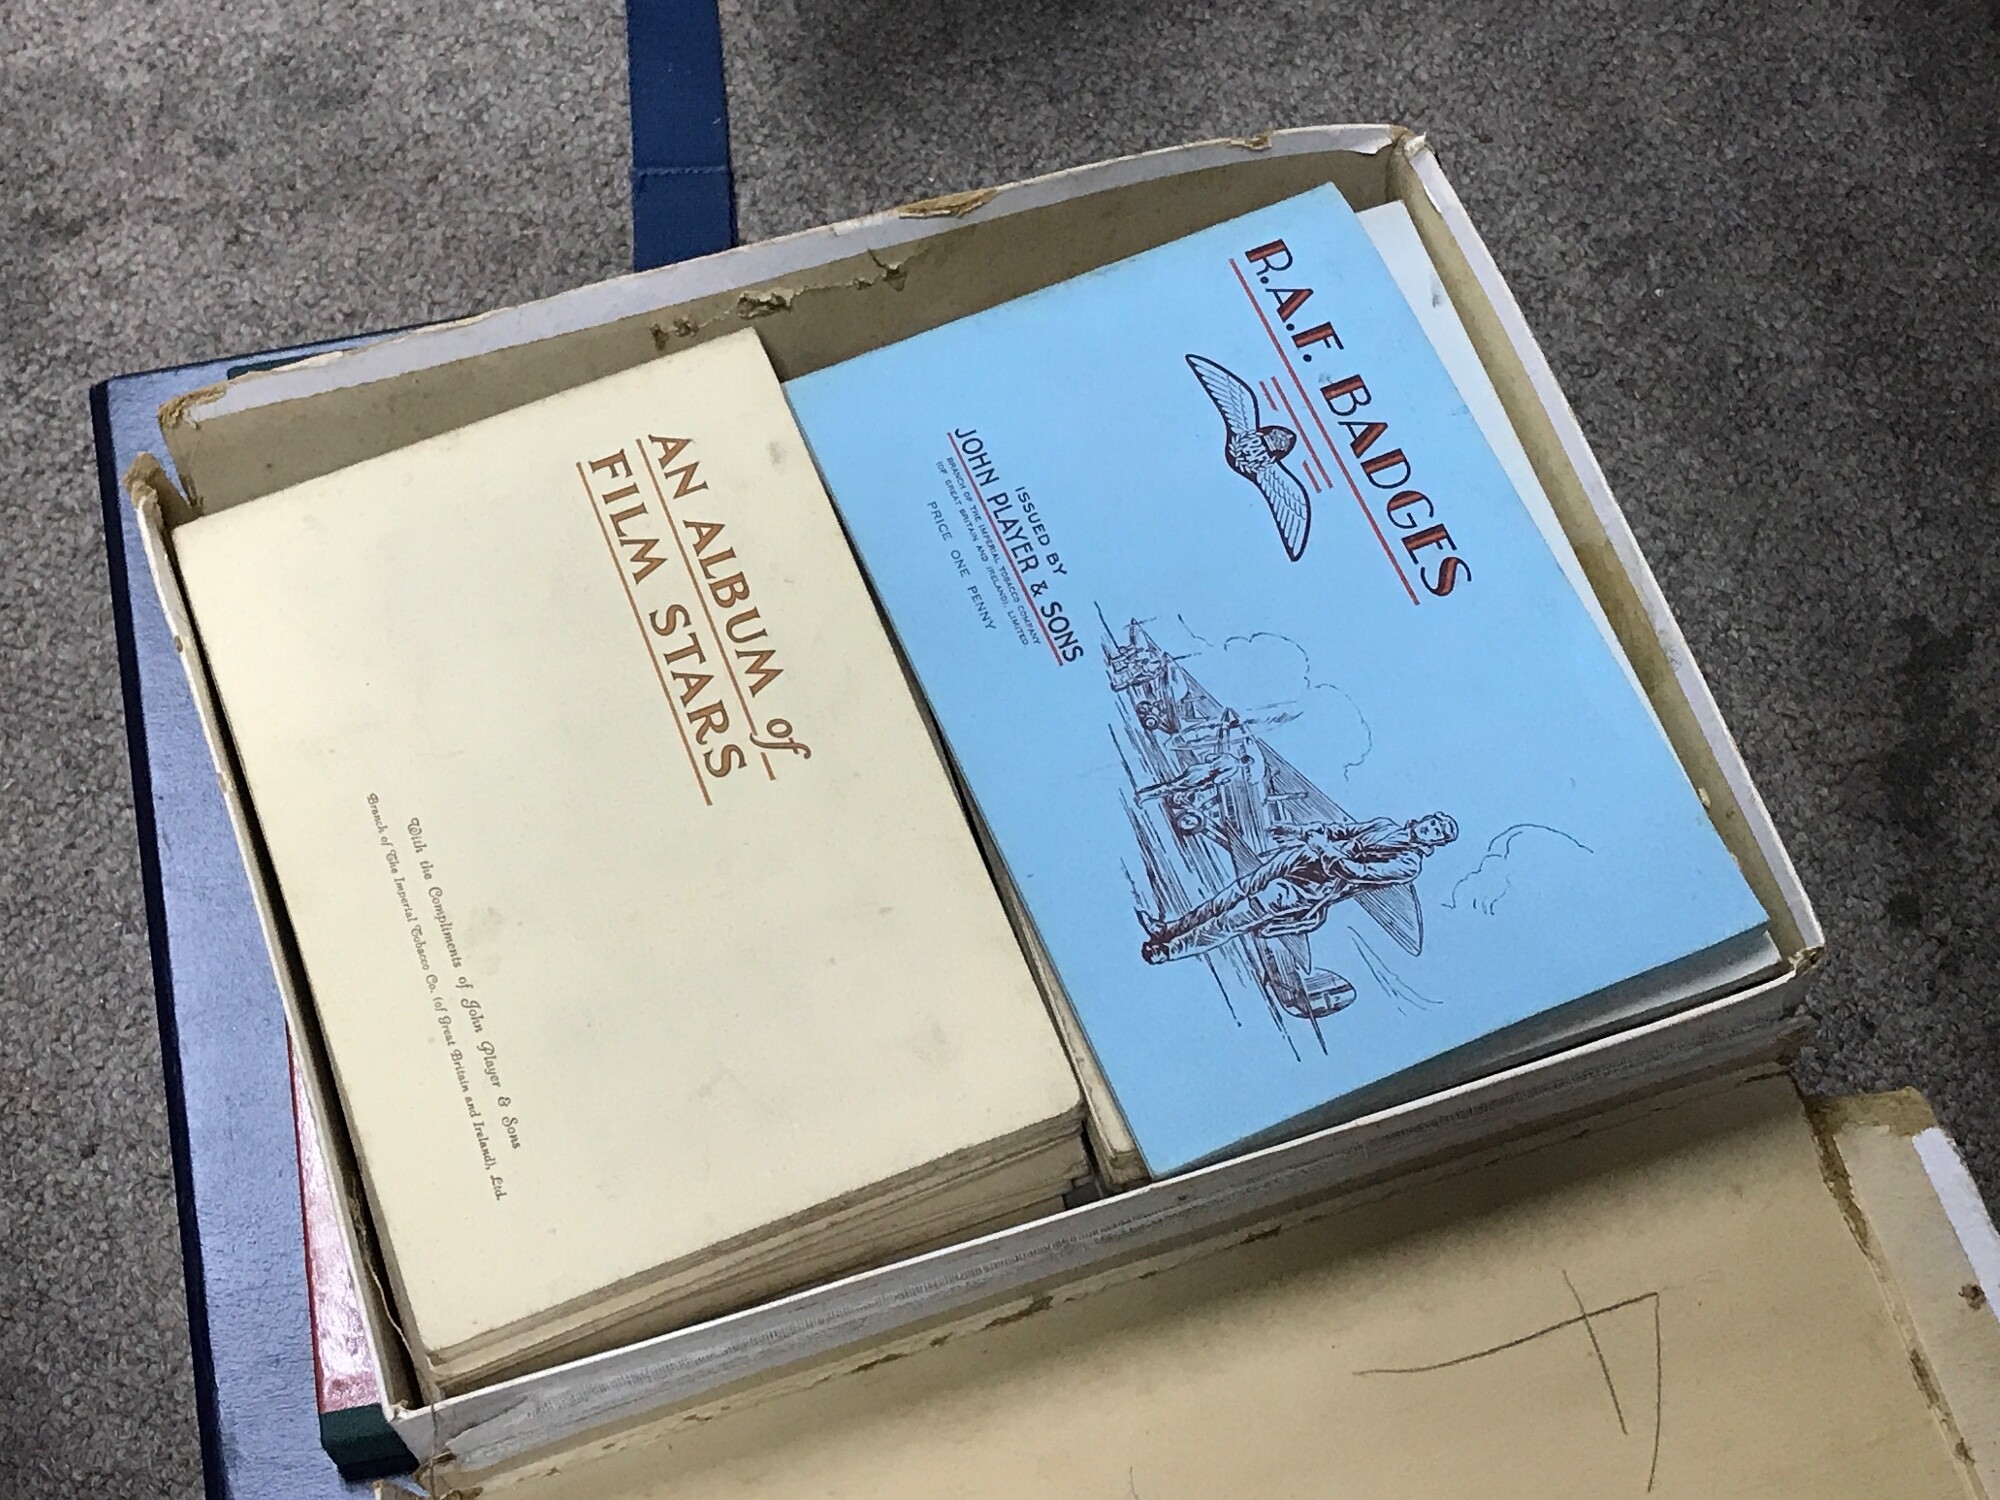 AN ALBUM of
FILM STARS
With the Compliments of John Player & Sons
Branch of The Imperial Tobacco Co. (of Great Britain and Ireland), Ltd.
R.A.F. BADGES
RAF
ISSUED BY
JOHN PLAYER & SONS
BRANCH OF THE IMPERIAL TOBACCO COMPANY
(OF GREAT BRITAIN AND IRELAND), LIMITED
PRICE ONE PENNY
4